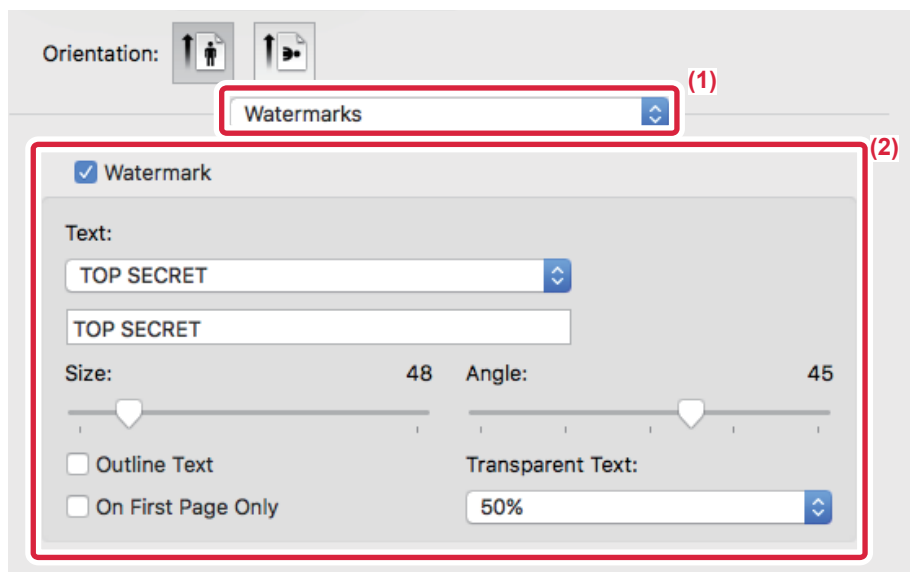 Orientation:
(1)
Watermarks
(2)
Watermark
Text:
TOP SECRET
TOP SECRET
Size: 48 Angle: 45
Outline Text Transparent Text:
On First Page Only 50%